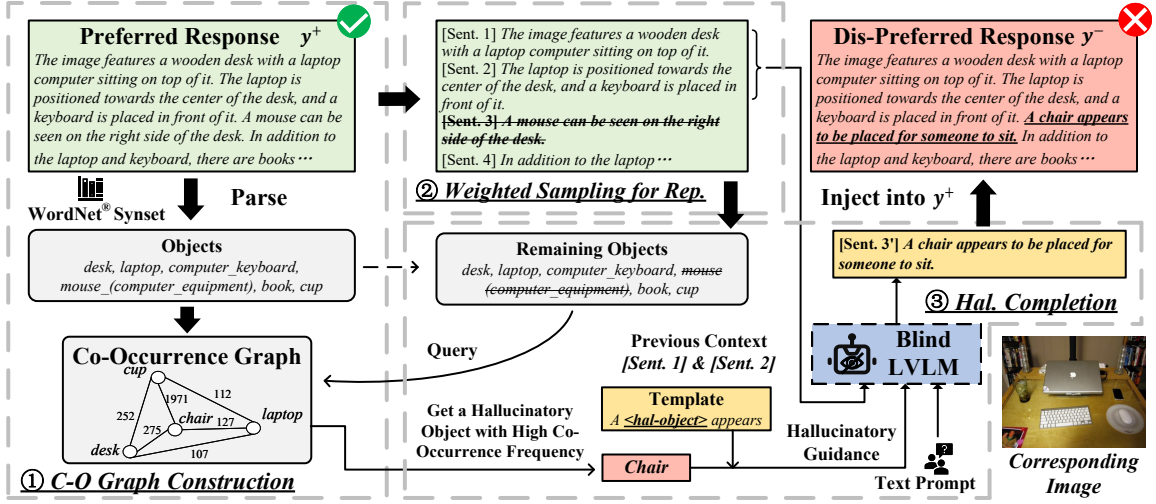 Preferred Response y⁺
The image features a wooden desk with a laptop
computer sitting on top of it. The laptop is
positioned towards the center of the desk, and a
keyboard is placed in front of it. A mouse can be
seen on the right side of the desk. In addition to
the laptop and keyboard, there are books ···
WordNet® Synset
Parse
Objects
desk, laptop, computer_keyboard,
mouse_(computer_equipment), book, cup
Co-Occurrence Graph
cup
112
1971
laptop
252
chair
127
275
desk
107
① C-O Graph Construction
[Sent. 1] The image features a wooden desk
with a laptop computer sitting on top of it.
[Sent. 2] The laptop is positioned towards the
center of the desk, and a keyboard is placed in
front of it.
[Sent. 3] A mouse can be seen on the right
side of the desk.
[Sent. 4] In addition to the laptop ···
② Weighted Sampling for Rep.
Remaining Objects
desk, laptop, computer_keyboard, mouse
(computer_equipment), book, cup
Query
Previous Context
[Sent. 1] & [Sent. 2]
Get a Hallucinatory
Object with High Co-
Occurrence Frequency
Template
A <hal-object> appears
Chair
Hallucinatory
Guidance
Text Prompt
Dis-Preferred Response y⁻
The image features a wooden desk with a laptop
computer sitting on top of it. The laptop is
positioned towards the center of the desk, and a
keyboard is placed in front of it. A chair appears
to be placed for someone to sit. In addition to
the laptop and keyboard, there are books ···
Inject into y⁺
[Sent. 3'] A chair appears to be placed for
someone to sit.
③ Hal. Completion
Blind
LVLM
Corresponding
Image